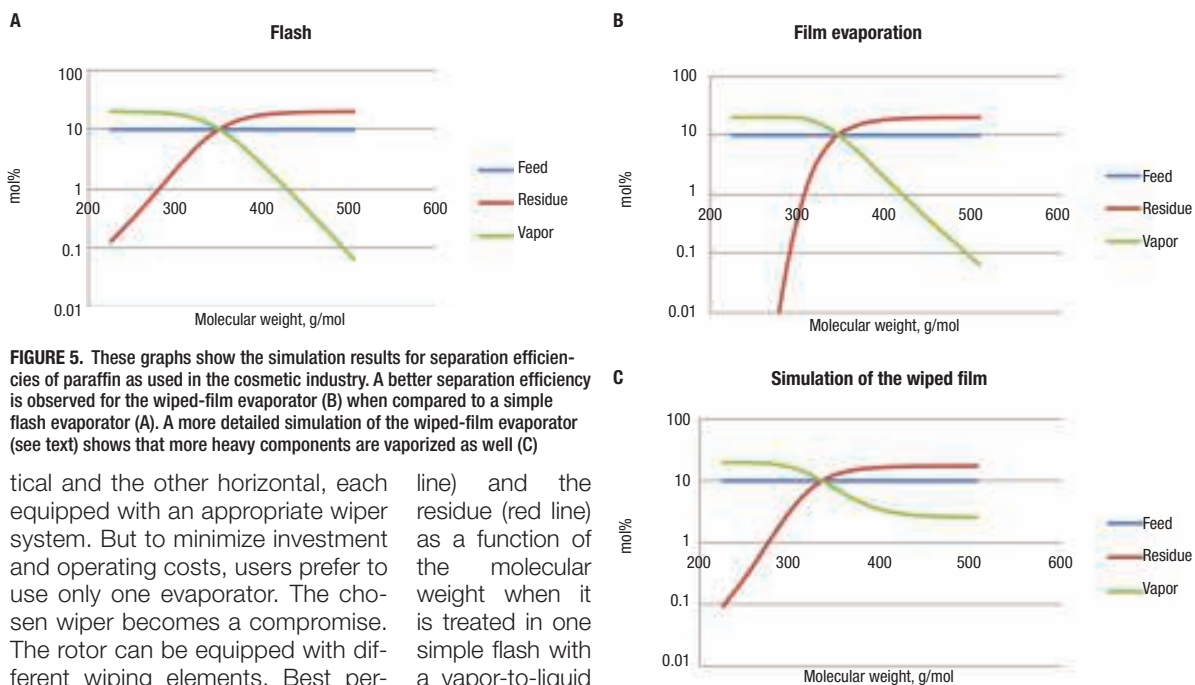 A
Flash
100
10
1
0.1
0.01
200
300
400
500
600
mol%
Molecular weight, g/mol
Feed
Residue
Vapor
B
Film evaporation
100
10
1
0.1
0.01
200
300
400
500
600
mol%
Molecular weight, g/mol
Feed
Residue
Vapor
FIGURE 5. These graphs show the simulation results for separation efficien-
cies of paraffin as used in the cosmetic industry. A better separation efficiency
is observed for the wiped-film evaporator (B) when compared to a simple
flash evaporator (A). A more detailed simulation of the wiped-film evaporator
(see text) shows that more heavy components are vaporized as well (C)
C
Simulation of the wiped film
100
10
1
0.1
0.01
200
300
400
500
600
mol%
Molecular weight, g/mol
Feed
Residue
Vapor
tical and the other horizontal, each
equipped with an appropriate wiper
system. But to minimize investment
and operating costs, users prefer to
use only one evaporator. The cho-
sen wiper becomes a compromise.
The rotor can be equipped with dif-
ferent wiping elements. Best per-
line) and the
residue (red line)
as a function of
the molecular
weight when it
is treated in one
simple flash with
a vapor-to-liquid